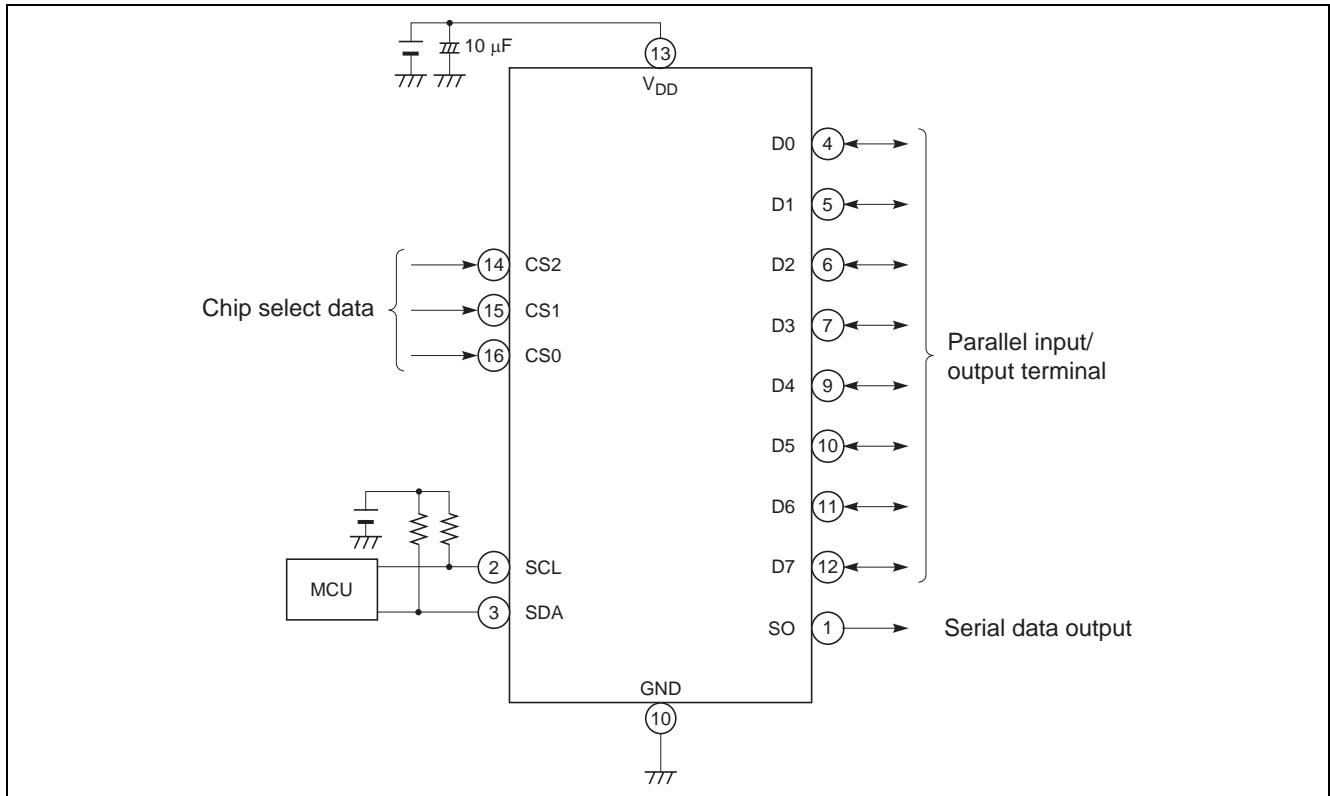 10 μF
13
VDD
D0 4
D1 5
D2 6
14 CS2
Chip select data
15 CS1
D3 7
16 CS0
Parallel input/
output terminal
D4 9
D5 10
D6 11
2 SCL
D7 12
MCU
3 SDA
SO 1 Serial data output
GND
10